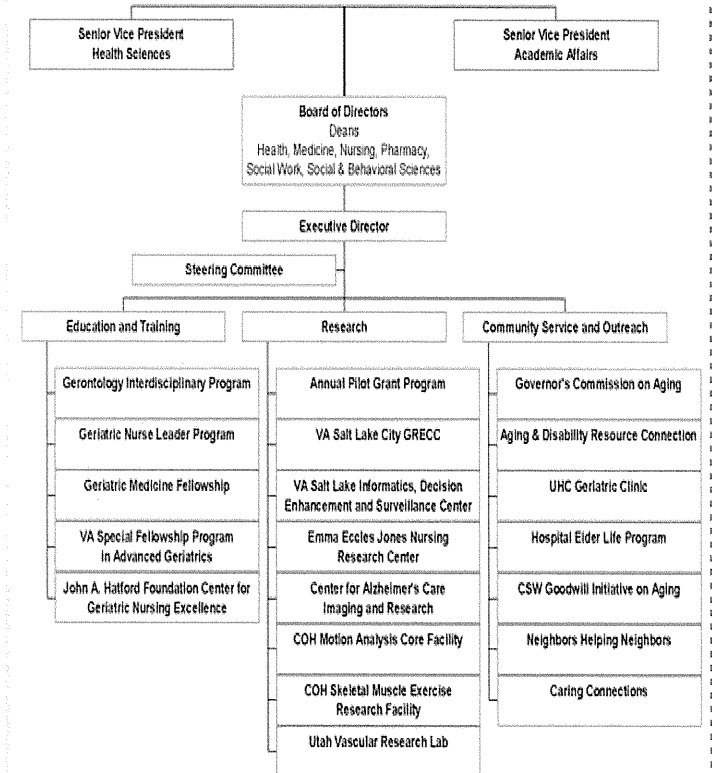 Senior Vice President
Health Sciences
Senior Vice President
Academic Affairs
Board of Directors
Deans
Health, Medicine, Nursing, Pharmacy,
Social Work, Social & Behavioral Sciences
Executive Director
Steering Committee
Education and Training
Gerontology Interdisciplinary Program
Geriatric Nurse Leader Program
Geriatric Medicine Fellowship
VA Special Fellowship Program
in Advanced Geriatrics
John A. Hatford Foundation Center for
Geriatric Nursing Excellence
Research
Annual Pilot Grant Program
VA Salt Lake City GRECC
VA Salt Lake Informatics, Decision
Enhancement and Surveillance Center
Emma Eccles Jones Nursing
Research Center
Center for Alzheimer's Care
Imaging and Research
COH Motion Analysis Core Facility
COH Skeletal Muscle Exercise
Research Facility
Utah Vascular Research Lab
Community Service and Outreach
Governor's Commission on Aging
Aging & Disability Resource Connection
UHC Geriatric Clinic
Hospital Elder Life Program
CSW Goodwill Initiative on Aging
Neighbors Helping Neighbors
Caring Connections